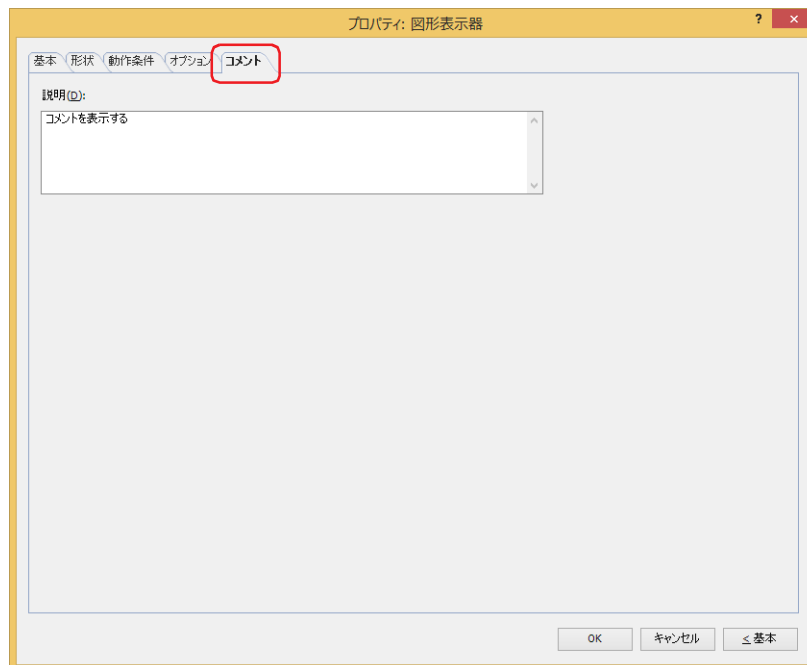 プロパティ: 図形表示器
?
×
基本 形状 動作条件 オプション コメント
説明(D):
コメントを表示する
OK キャンセル < 基本